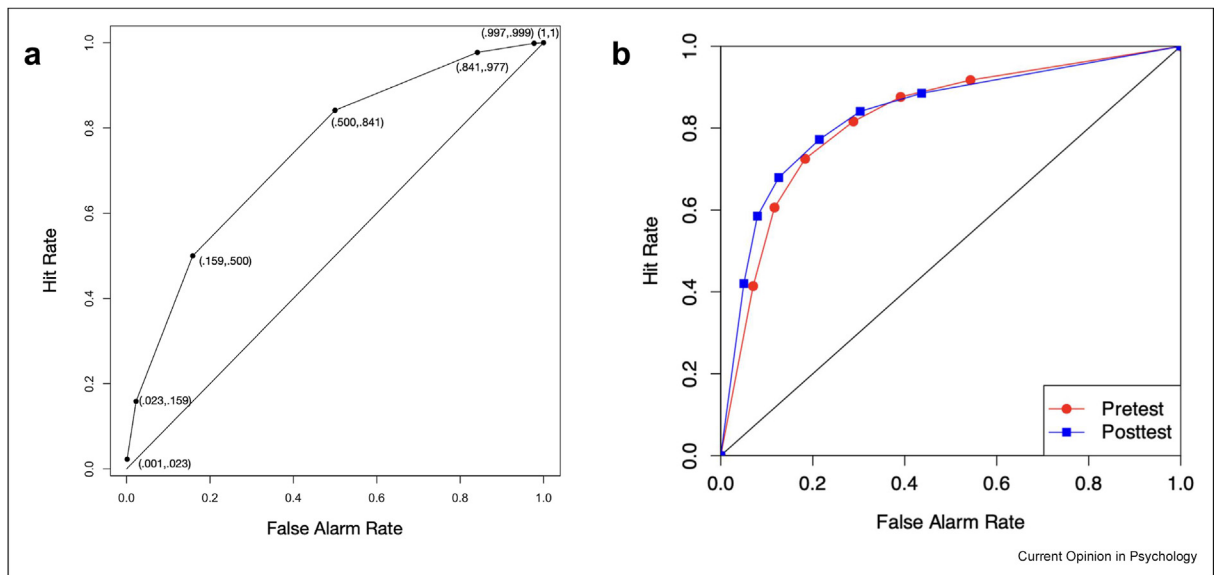 a
(.997,.999) (1,1)
(.841,.977)
(.500,.841)
(.159,.500)
(.023,.159)
(.001,.023)
1.0
0.8
0.6
0.4
0.2
0.0
Hit Rate
0.0 0.2 0.4 0.6 0.8 1.0
False Alarm Rate
b
1.0
0.8
0.6
0.4
0.2
0.0
Hit Rate
Pretest
Posttest
0.0 0.2 0.4 0.6 0.8 1.0
False Alarm Rate
Current Opinion in Psychology